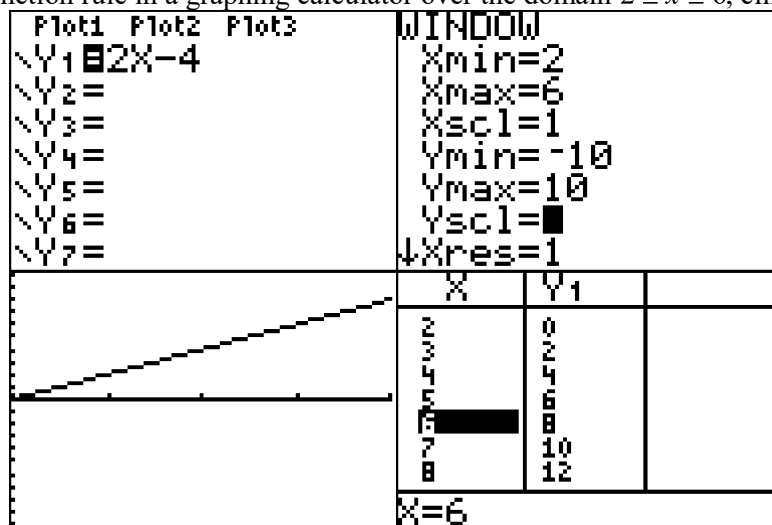 Plot1 Plot2 Plot3
\Y1=2X-4
\Y2=
\Y3=
\Y4=
\Y5=
\Y6=
\Y7=
WINDOW
Xmin=2
Xmax=6
Xscl=1
Ymin=-10
Ymax=10
Yscl=
↓Xres=1
X Y1
2 0
3 2
4 4
5 6
6 8
7 10
8 12
X=6